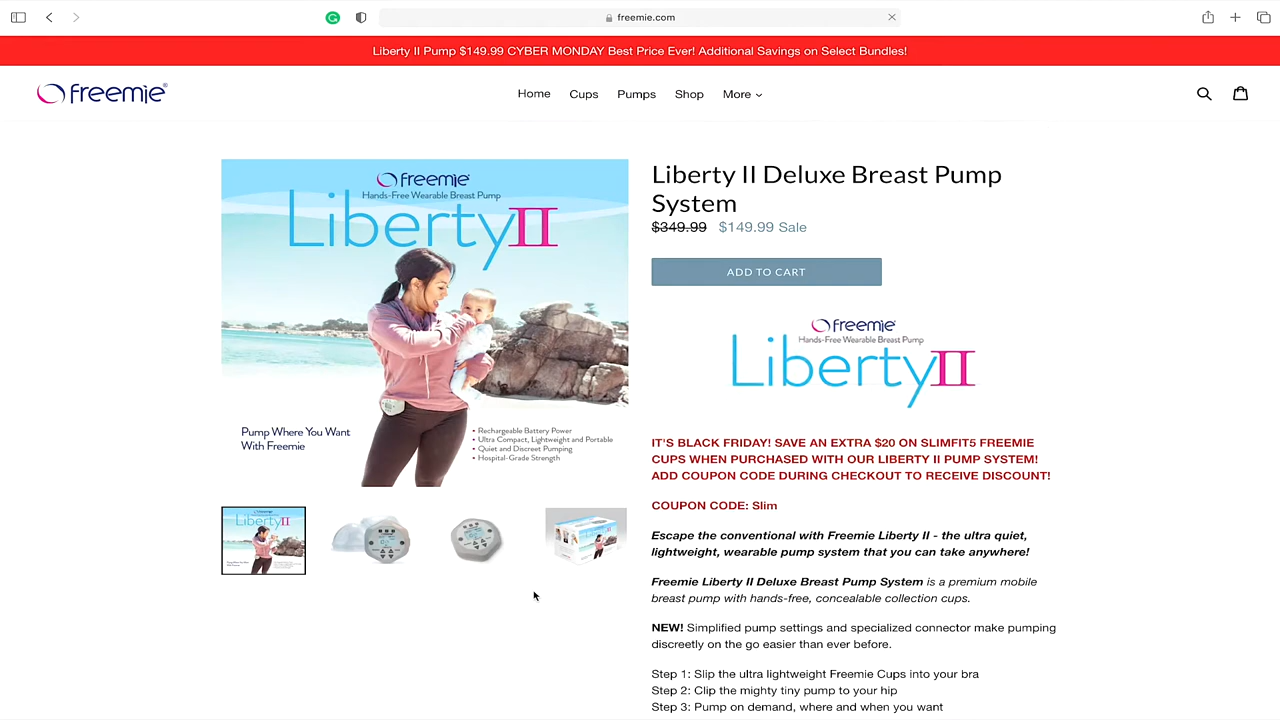 freemie.com
Liberty II Pump $149.99 CYBER MONDAY Best Price Ever! Additional Savings on Select Bundles!
freemie®
Home
Cups
Pumps
Shop
More
freemie
Hands-Free Wearable Breast Pump
LibertyII
Pump Where You Want
With Freemie
• Rechargeable Battery Power
• Ultra Compact, Lightweight and Portable
• Quiet and Discreet Pumping
• Hospital-Grade Strength
LibertyII
Liberty II Deluxe Breast Pump
System
$349.99 $149.99 Sale
ADD TO CART
freemie
Hands-Free Wearable Breast Pump
LibertyII
IT'S BLACK FRIDAY! SAVE AN EXTRA $20 ON SLIMFIT5 FREEMIE
CUPS WHEN PURCHASED WITH OUR LIBERTY II PUMP SYSTEM!
ADD COUPON CODE DURING CHECKOUT TO RECEIVE DISCOUNT!
COUPON CODE: Slim
Escape the conventional with Freemie Liberty II - the ultra quiet,
lightweight, wearable pump system that you can take anywhere!
Freemie Liberty II Deluxe Breast Pump System is a premium mobile
breast pump with hands-free, concealable collection cups.
NEW! Simplified pump settings and specialized connector make pumping
discreetly on the go easier than ever before.
Step 1: Slip the ultra lightweight Freemie Cups into your bra
Step 2: Clip the mighty tiny pump to your hip
Step 3: Pump on demand, where and when you want